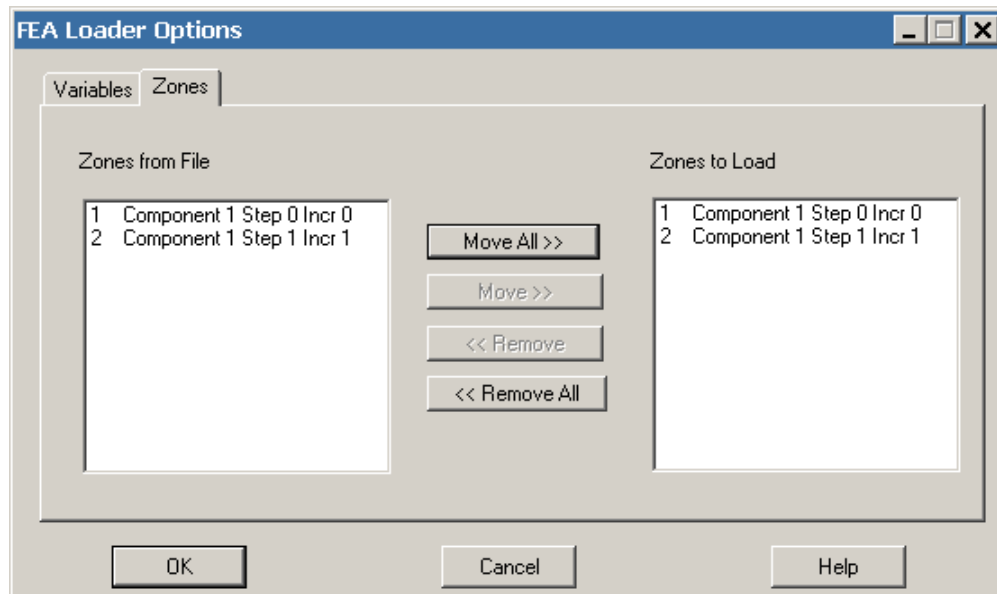 FEA Loader Options
Variables Zones
Zones from File
Zones to Load
1 Component 1 Step 0 Incr 0
2 Component 1 Step 1 Incr 1
Move All >>
Move >>
<< Remove
<< Remove All
1 Component 1 Step 0 Incr 0
2 Component 1 Step 1 Incr 1
OK
Cancel
Help